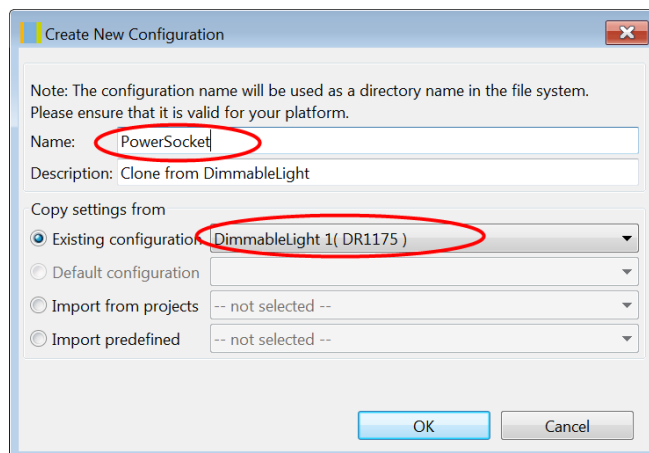 Create New Configuration
Note: The configuration name will be used as a directory name in the file system.
Please ensure that it is valid for your platform.
Name: PowerSocket
Description: Clone from DimmableLight
Copy settings from
Existing configuration DimmableLight 1( DR1175 )
Default configuration
Import from projects -- not selected --
Import predefined -- not selected --
OK Cancel